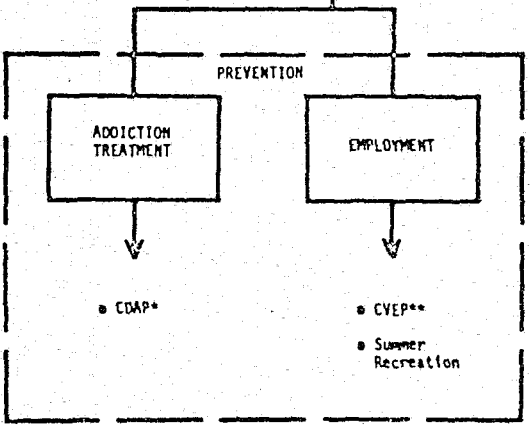 PREVENTION
ADDICTION
TREATMENT
EMPLOYMENT
• CDAP*
• CVEP**
• Summer
Recreation